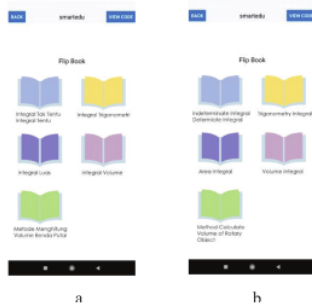 BACK smartedu VIEW CODE
Flip Book
Integral Tak Tentu
Integral Tentu
Integral Trigonometri
Integral Luas
Integral Volume
Metode Menghitung
Volume Benda Putar
a
BACK smartedu VIEW CODE
Flip Book
Indeterminate Integral
Determinate Integral
Trigonometry Integral
Area Integral
Volume Integral
Method Calculate
Volume of Rotary
Object
b